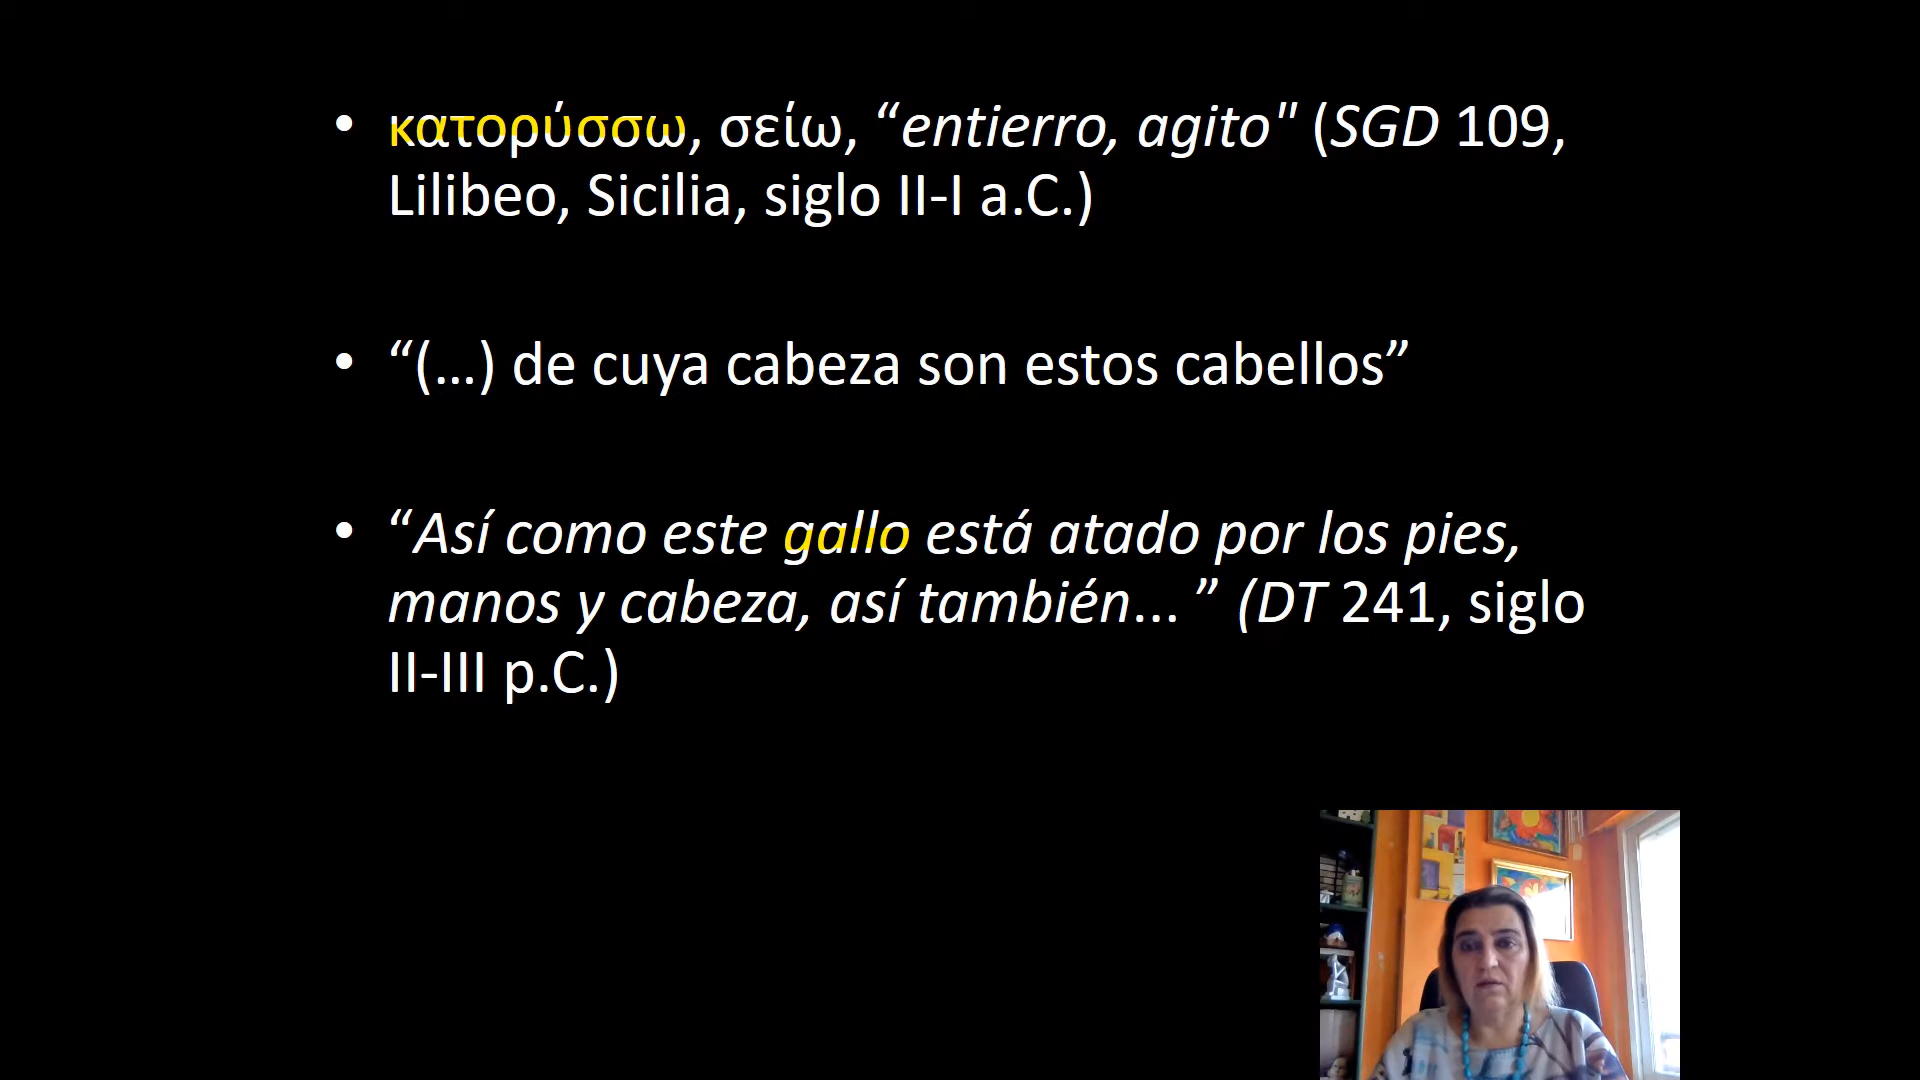 • κατορύσσω, σείω, “entierro, agito" (SGD 109,
Lilibeo, Sicilia, siglo II-I a.C.)
• “(…) de cuya cabeza son estos cabellos”
• “Así como este gallo está atado por los pies,
manos y cabeza, así también... ” (DT 241, siglo
II-III p.C.)